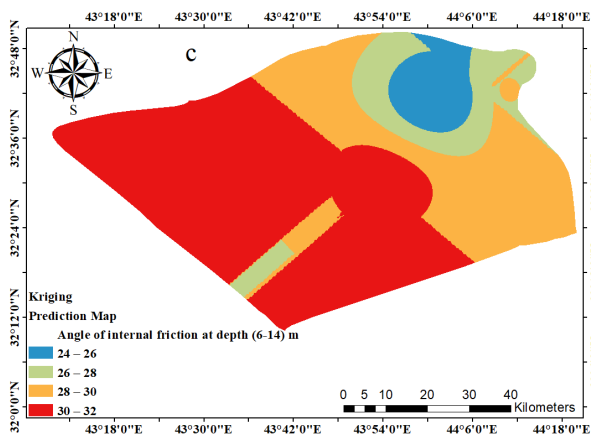 43°18'0"E 43°30'0"E 43°42'0"E 43°54'0"E 44°6'0"E 44°18'0"E
32°48'0"N
N
c
W E
S
32°36'0"N
32°24'0"N
32°12'0"N
32°0'0"N
Kriging
Prediction Map
Angle of internal friction at depth (6-14) m
24 – 26
26 – 28
28 – 30
30 – 32
0 5 10 20 30 40
Kilometers
43°18'0"E 43°30'0"E 43°42'0"E 43°54'0"E 44°6'0"E 44°18'0"E